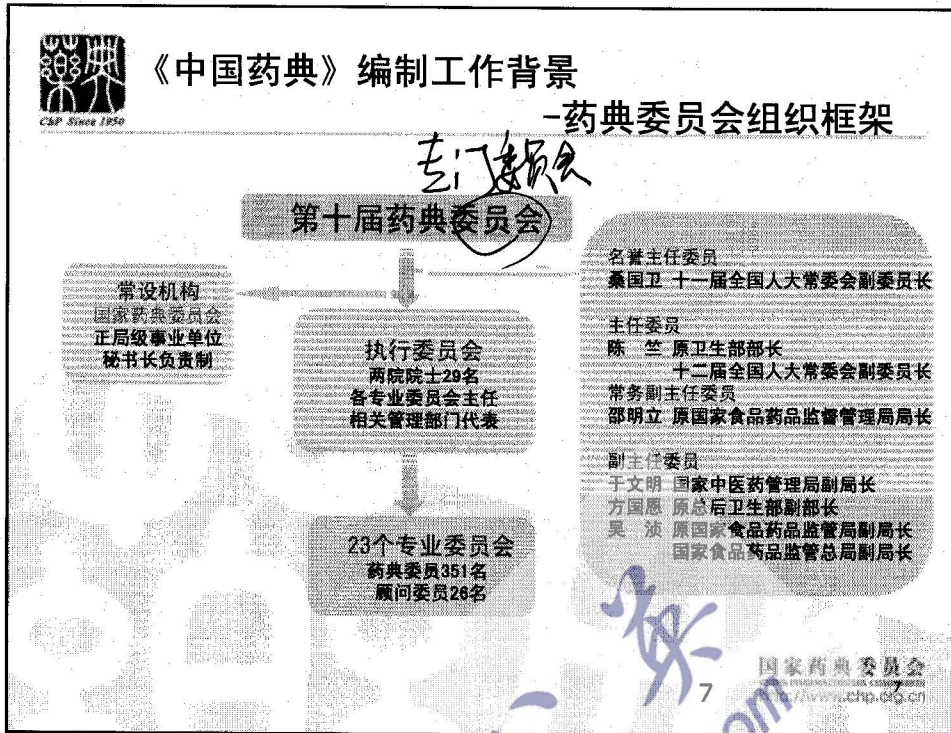 药典
ChP Since 1950
《中国药典》编制工作背景
-药典委员会组织框架
专门委员会
第十届药典委员会
常设机构
国家药典委员会
正局级事业单位
秘书长负责制
执行委员会
两院院士29名
各专业委员会主任
相关管理部门代表
23个专业委员会
药典委员351名
顾问委员26名
名誉主任委员
桑国卫 十一届全国人大常委会副委员长
主任委员
陈 竺 原卫生部部长
十二届全国人大常委会副委员长
常务副主任委员
邵明立 原国家食品药品监督管理局局长
副主任委员
于文明 国家中医药管理局副局长
方国恩 原总后卫生部副部长
吴 浈 原国家食品药品监管局副局长
国家食品药品监管总局副局长
7
国家药典委员会
7
http://www.chp.org.cn
com